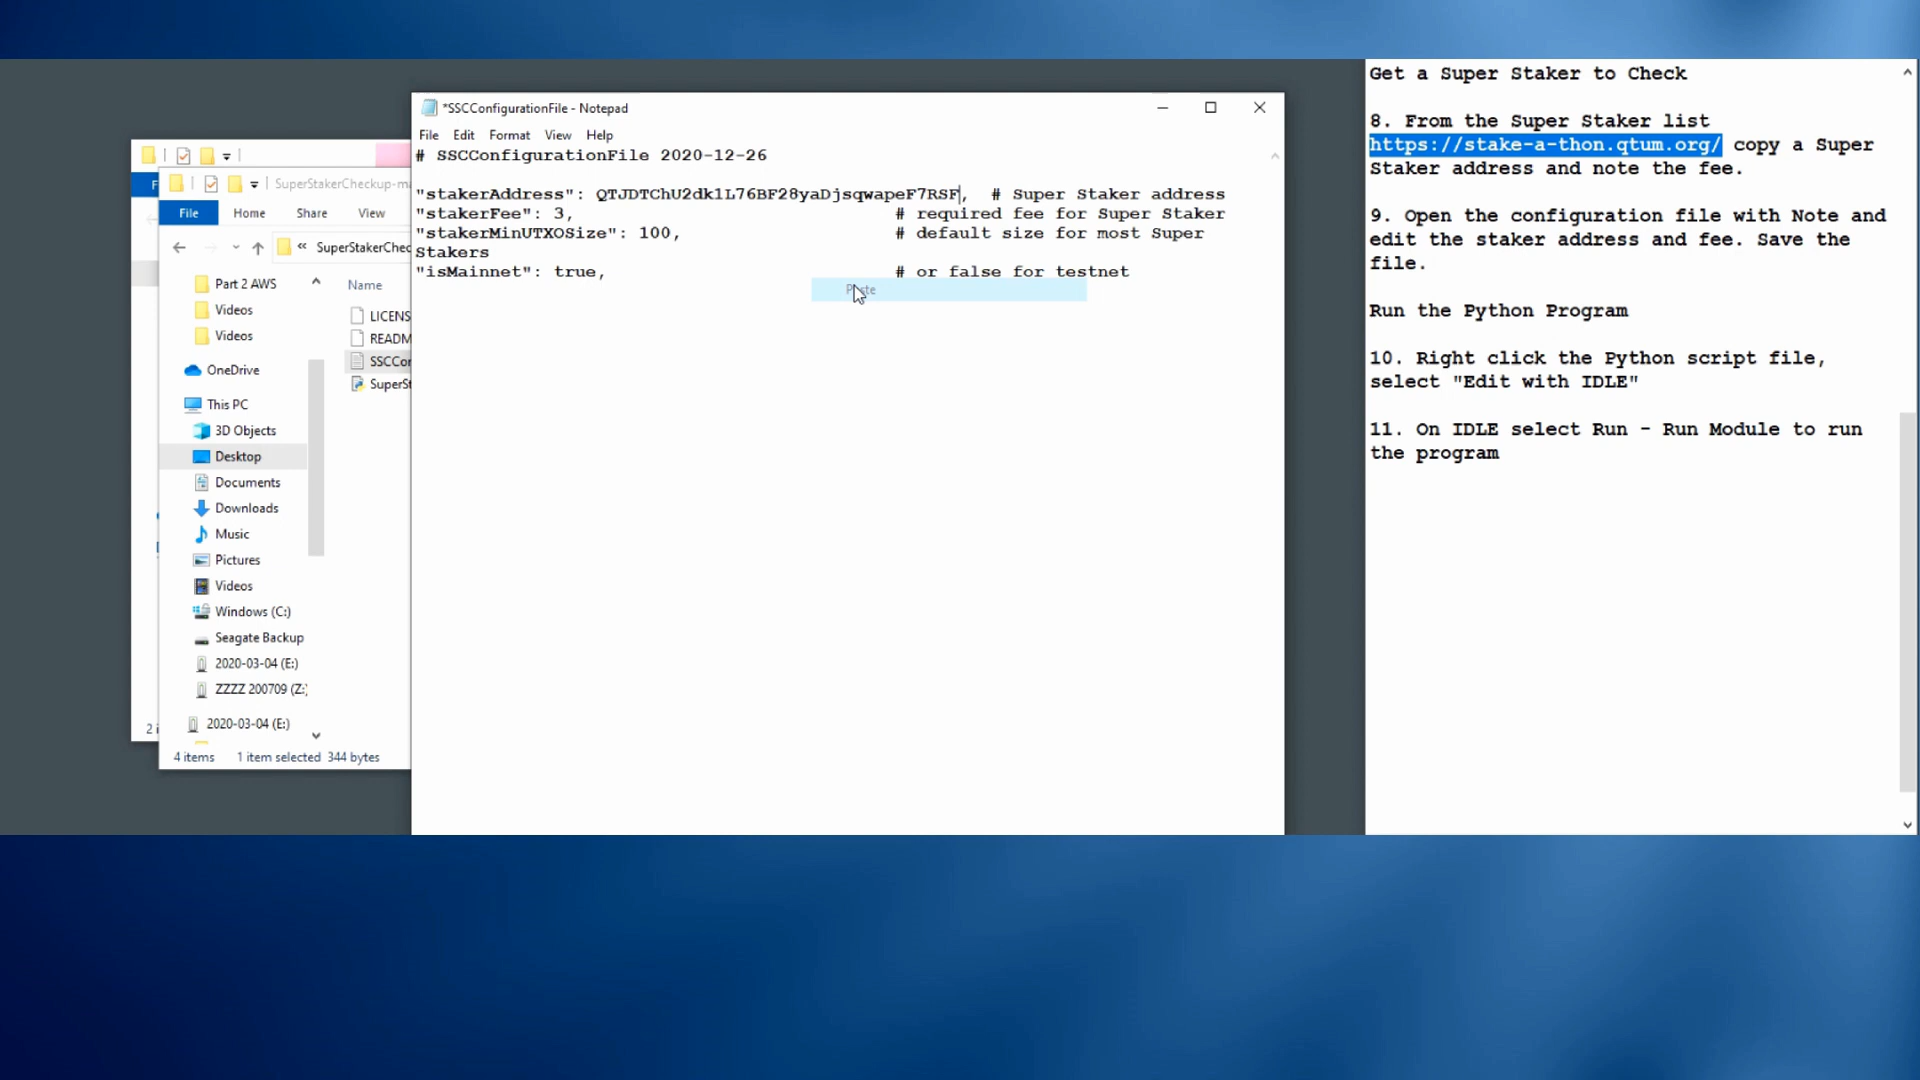 SuperStakerCheckup-ma
File Home Share View
« SuperStakerChec
Part 2 AWS
Videos
Videos
OneDrive
This PC
3D Objects
Desktop
Documents
Downloads
Music
Pictures
Videos
Windows (C:)
Seagate Backup
2020-03-04 (E:)
ZZZZ 200709 (Z:)
2020-03-04 (E:)
Name
LICENS
READM
SSCCor
SuperSt
2 i
4 items 1 item selected 344 bytes
*SSCConfigurationFile - Notepad
File Edit Format View Help
# SSCConfigurationFile 2020-12-26
"stakerAddress": QTJDTChU2dk1L76BF28yaDjsqwapeF7RSF, # Super Staker address
"stakerFee": 3, # required fee for Super Staker
"stakerMinUTXOSize": 100, # default size for most Super
Stakers
"isMainnet": true, # or false for testnet
Paste
Get a Super Staker to Check
8. From the Super Staker list
https://stake-a-thon.qtum.org/ copy a Super
Staker address and note the fee.
9. Open the configuration file with Note and
edit the staker address and fee. Save the
file.
Run the Python Program
10. Right click the Python script file,
select "Edit with IDLE"
11. On IDLE select Run - Run Module to run
the program